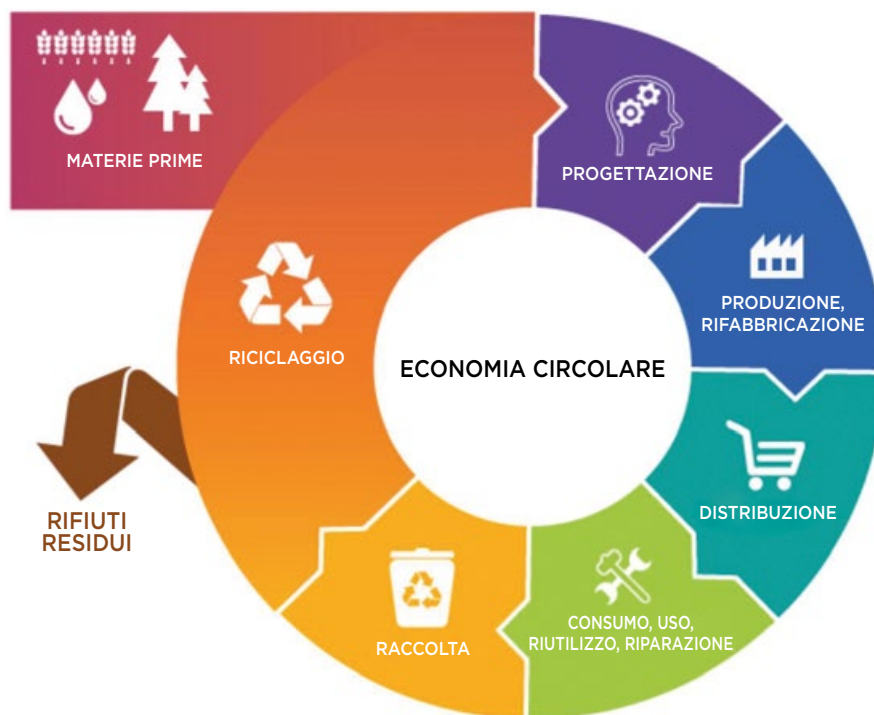 MATERIE PRIME
PROGETTAZIONE
PRODUZIONE,
RIFABBRICAZIONE
RICICLAGGIO
ECONOMIA CIRCOLARE
DISTRIBUZIONE
RIFIUTI
RESIDUI
CONSUMO, USO,
RIUTILIZZO, RIPARAZIONE
RACCOLTA